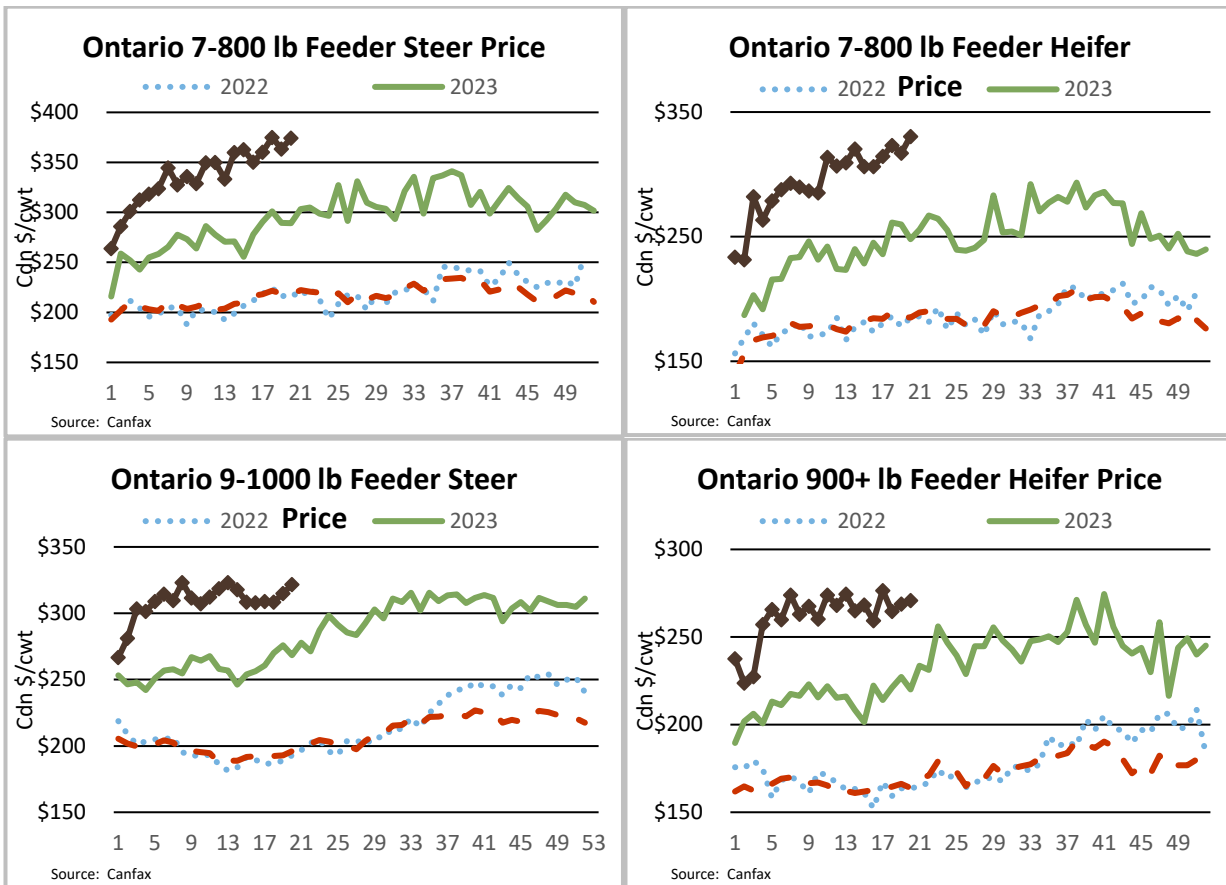 Ontario 7-800 lb Feeder Steer Price
2022 2023
$400
$350
$300
$250
$200
$150
Cdn $/cwt
1 5 9 13 17 21 25 29 33 37 41 45 49
Source: Canfax
Ontario 7-800 lb Feeder Heifer
Price
2022 2023
$350
$250
$150
Cdn $/cwt
1 5 9 13 17 21 25 29 33 37 41 45 49
Source: Canfax
Ontario 9-1000 lb Feeder Steer
Price
2022 2023
$350
$300
$250
$200
$150
Cdn $/cwt
1 5 9 13 17 21 25 29 33 37 41 45 49 53
Source: Canfax
Ontario 900+ lb Feeder Heifer Price
2022 2023
$300
$250
$200
$150
Cdn $/cwt
1 5 9 13 17 21 25 29 33 37 41 45 49
Source: Canfax